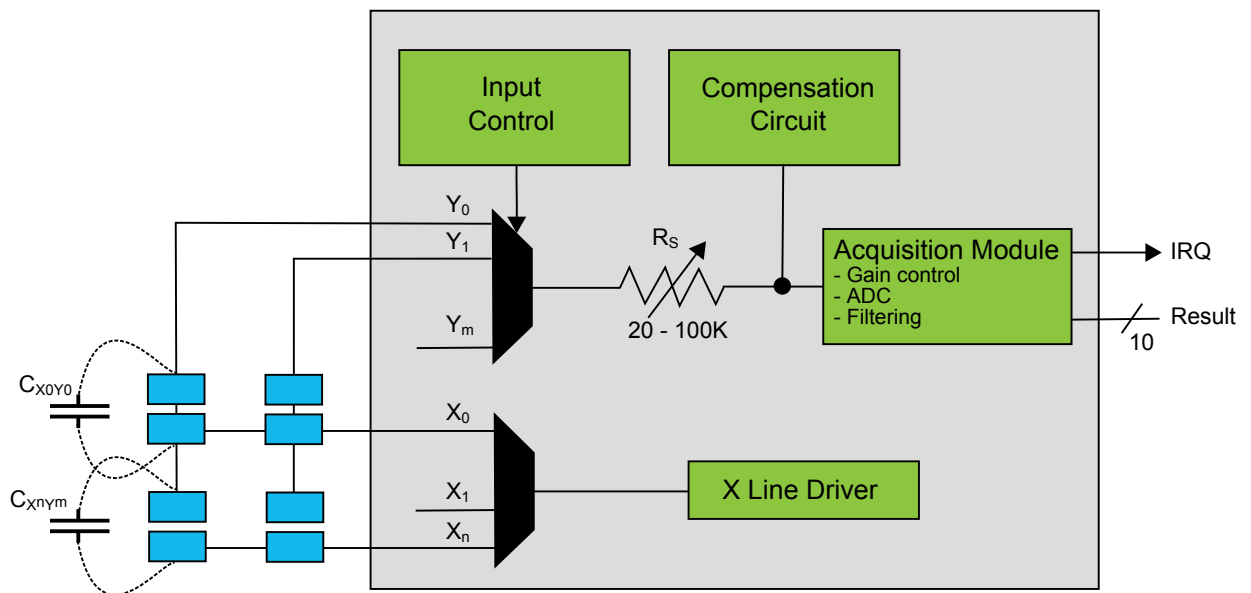 Input
Control
Compensation
Circuit
Y0
Y1
Ym
RS
20 - 100K
Acquisition Module
- Gain control
- ADC
- Filtering
IRQ
Result
10
CX0Y0
CXnYm
X0
X1
Xn
X Line Driver